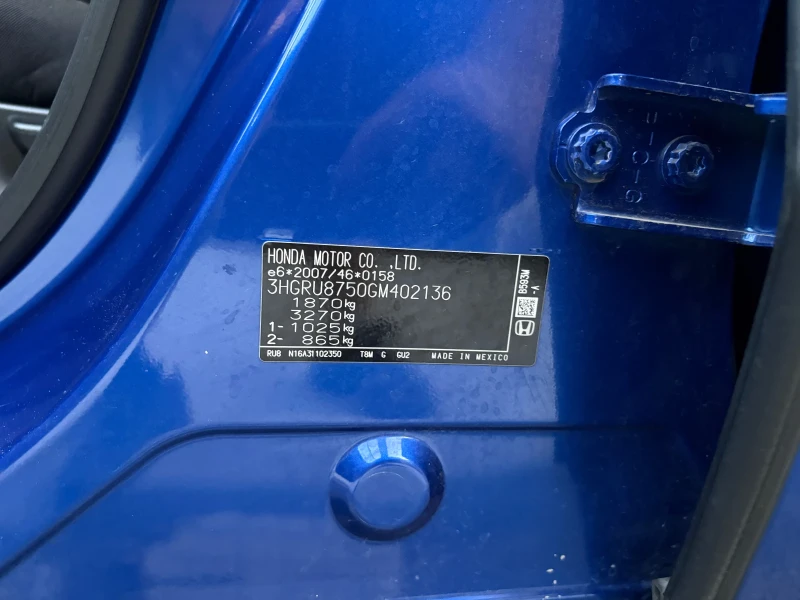 HONDA MOTOR CO. ,LTD.
e6*2007/46*0158
3HGRU8750GM402136
1870kg
3270kg
1- 1025kg
2- 865kg
RU8 N16A31102350 T8M G GU2 MADE IN MEXICO
B593M
-A